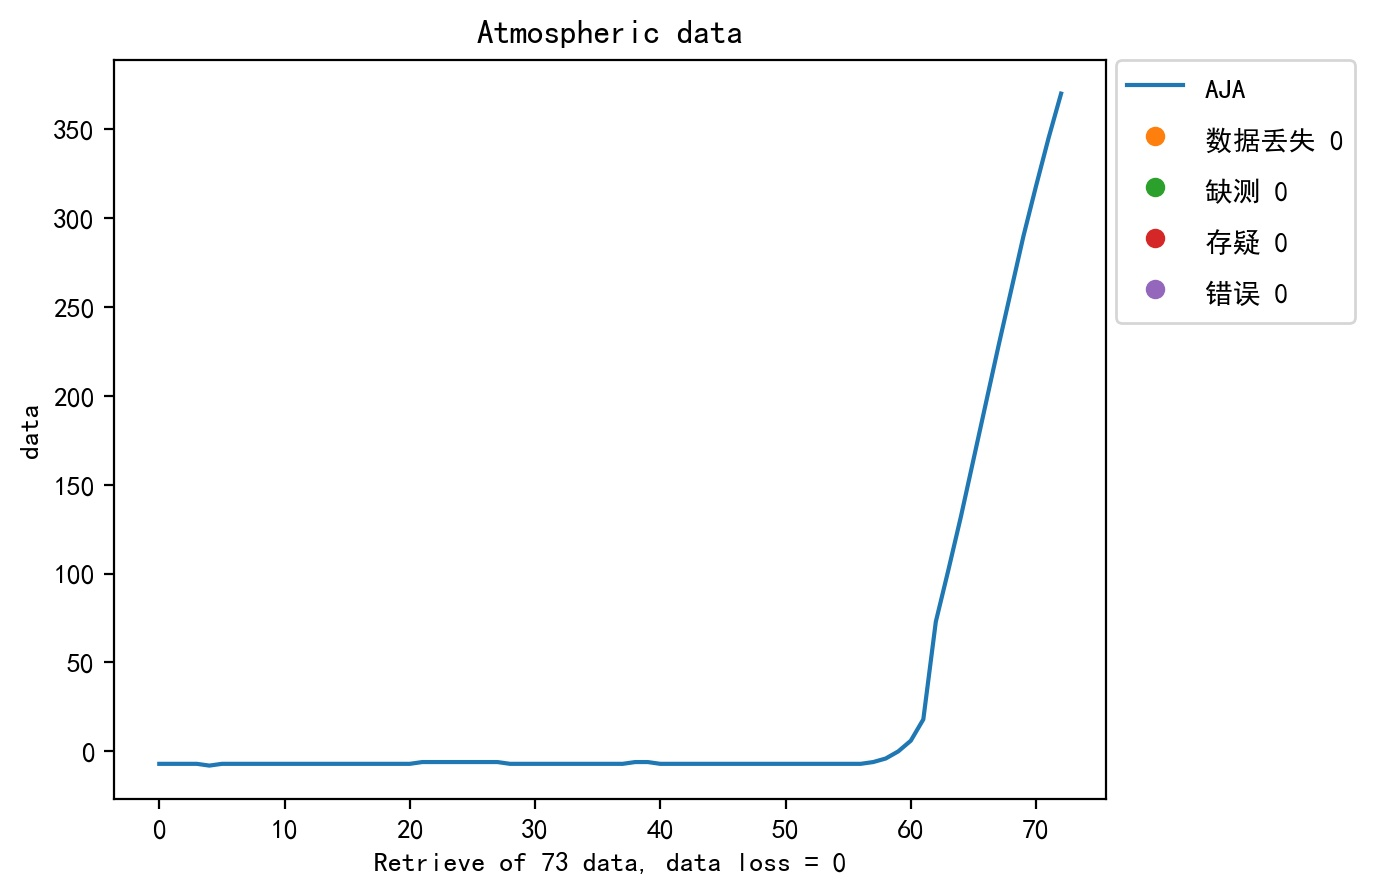 Atmospheric data
AJA
数据丢失 0
缺测 0
存疑 0
错误 0
data
350
300
250
200
150
100
50
0
0 10 20 30 40 50 60 70
Retrieve of 73 data, data loss = 0